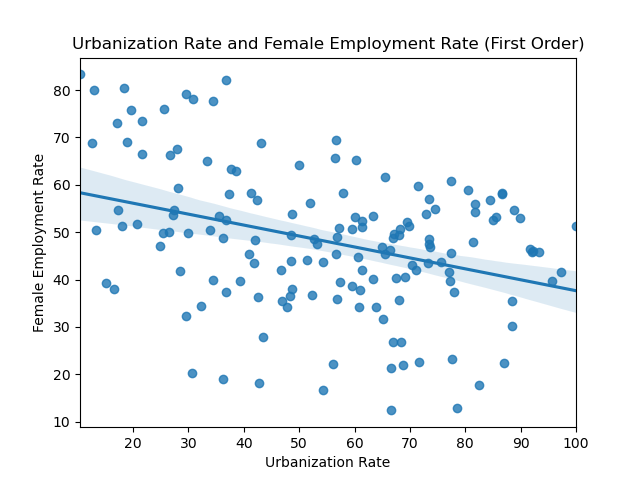 Urbanization Rate and Female Employment Rate (First Order)
80
70
60
50
40
30
20
10
Female Employment Rate
20 30 40 50 60 70 80 90 100
Urbanization Rate